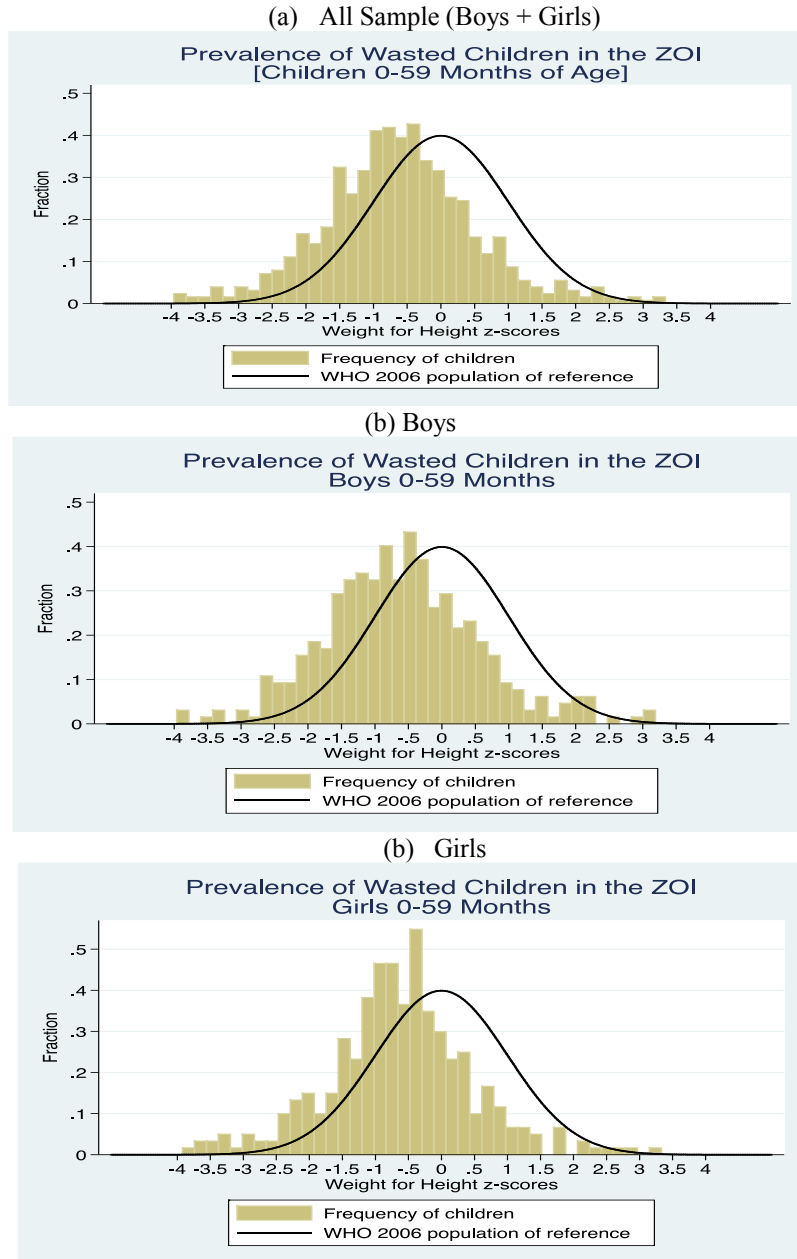 (a) All Sample (Boys + Girls)
Prevalence of Wasted Children in the ZOI
[Children 0-59 Months of Age]
.5
.4
.3
.2
.1
0
Fraction
-4 -3.5 -3 -2.5 -2 -1.5 -1 -.5 0 .5 1 1.5 2 2.5 3 3.5 4
Weight for Height z-scores
Frequency of children
WHO 2006 population of reference
(b) Boys
Prevalence of Wasted Children in the ZOI
Boys 0-59 Months
.5
.4
.3
.2
.1
0
Fraction
-4 -3.5 -3 -2.5 -2 -1.5 -1 -.5 0 .5 1 1.5 2 2.5 3 3.5 4
Weight for Height z-scores
Frequency of children
WHO 2006 population of reference
(b) Girls
Prevalence of Wasted Children in the ZOI
Girls 0-59 Months
.5
.4
.3
.2
.1
0
Fraction
-4 -3.5 -3 -2.5 -2 -1.5 -1 -.5 0 .5 1 1.5 2 2.5 3 3.5 4
Weight for Height z-scores
Frequency of children
WHO 2006 population of reference